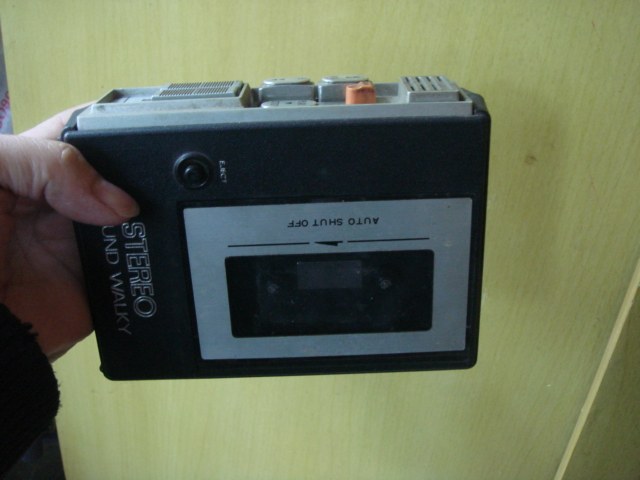 EJECT
AUTO SHUT OFF
STEREO
UND WALKY